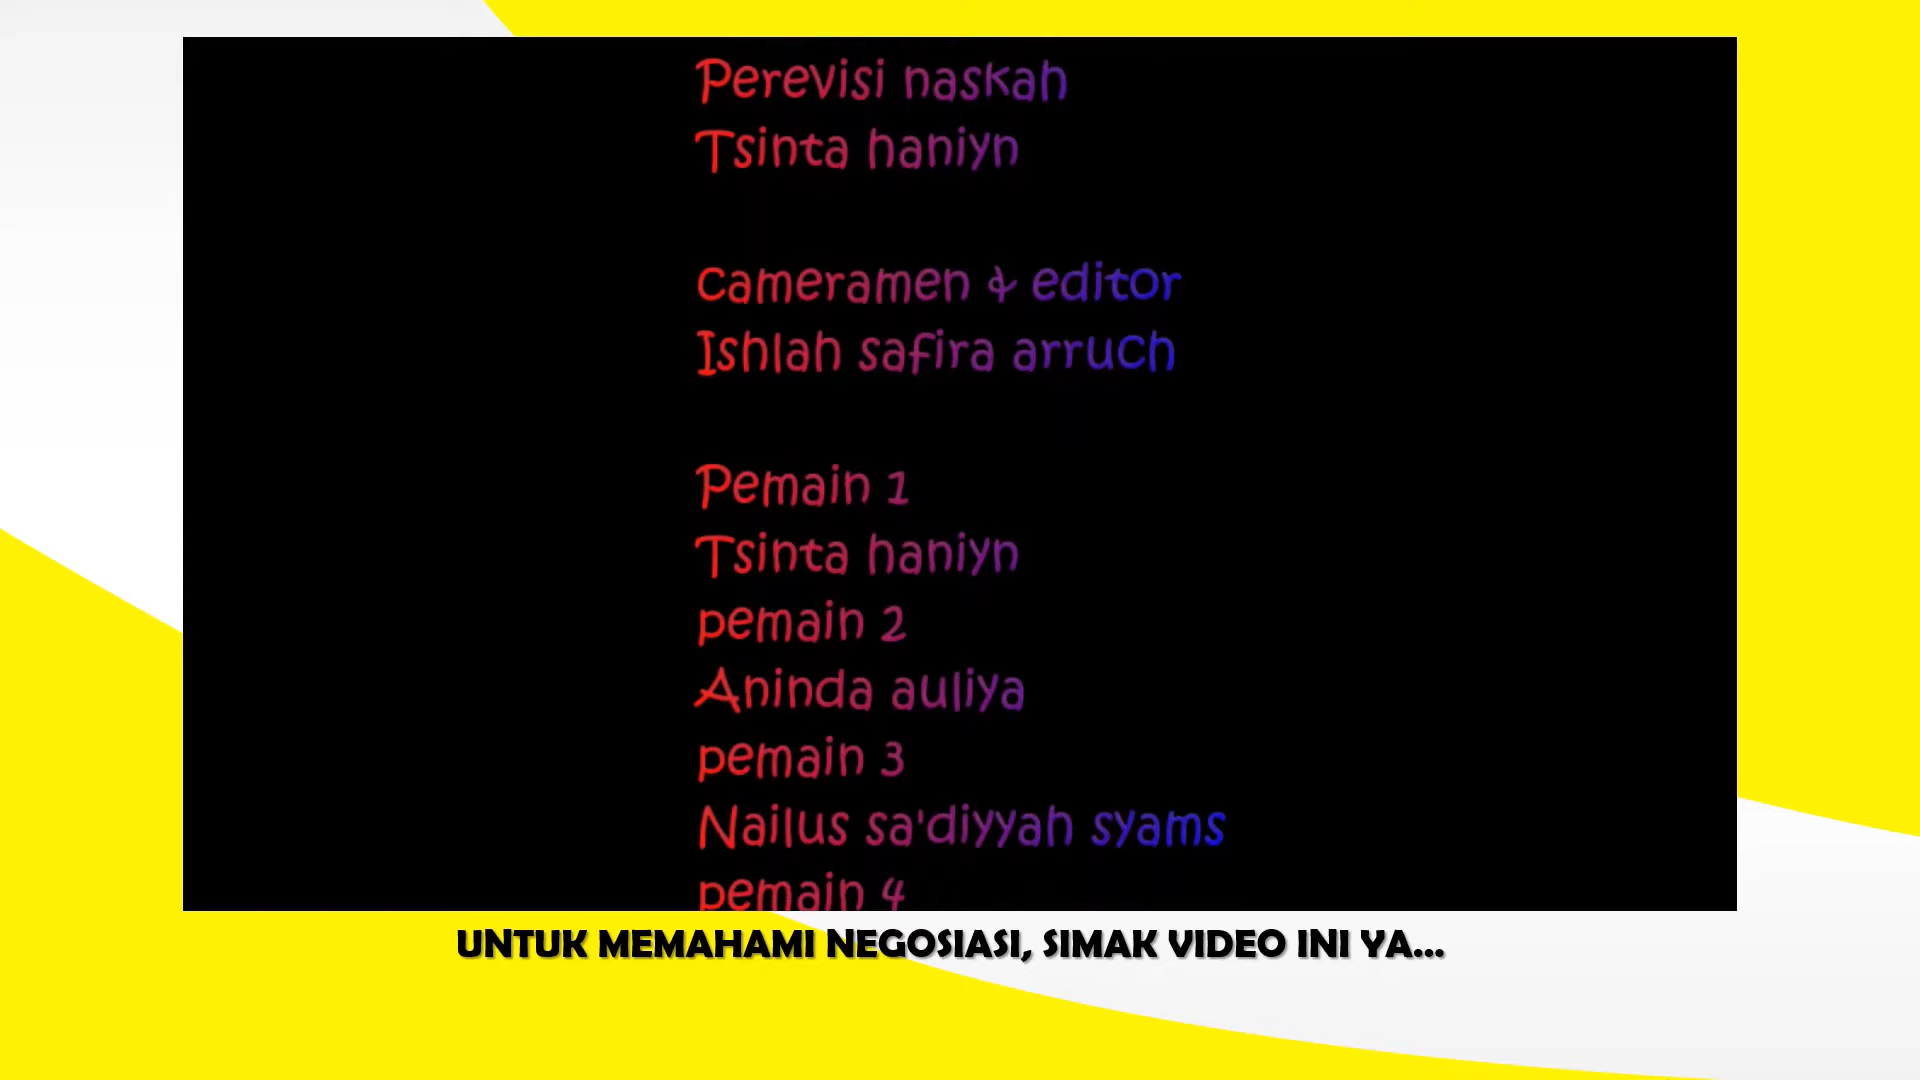 Perevisi naskah
Tsinta haniyn
cameramen & editor
Ishlah safira arruch
Pemain 1
Tsinta haniyn
pemain 2
Aninda auliya
pemain 3
Nailus sa'diyyah syams
pemain 4
UNTUK MEMAHAMI NEGOSIASI, SIMAK VIDEO INI YA...